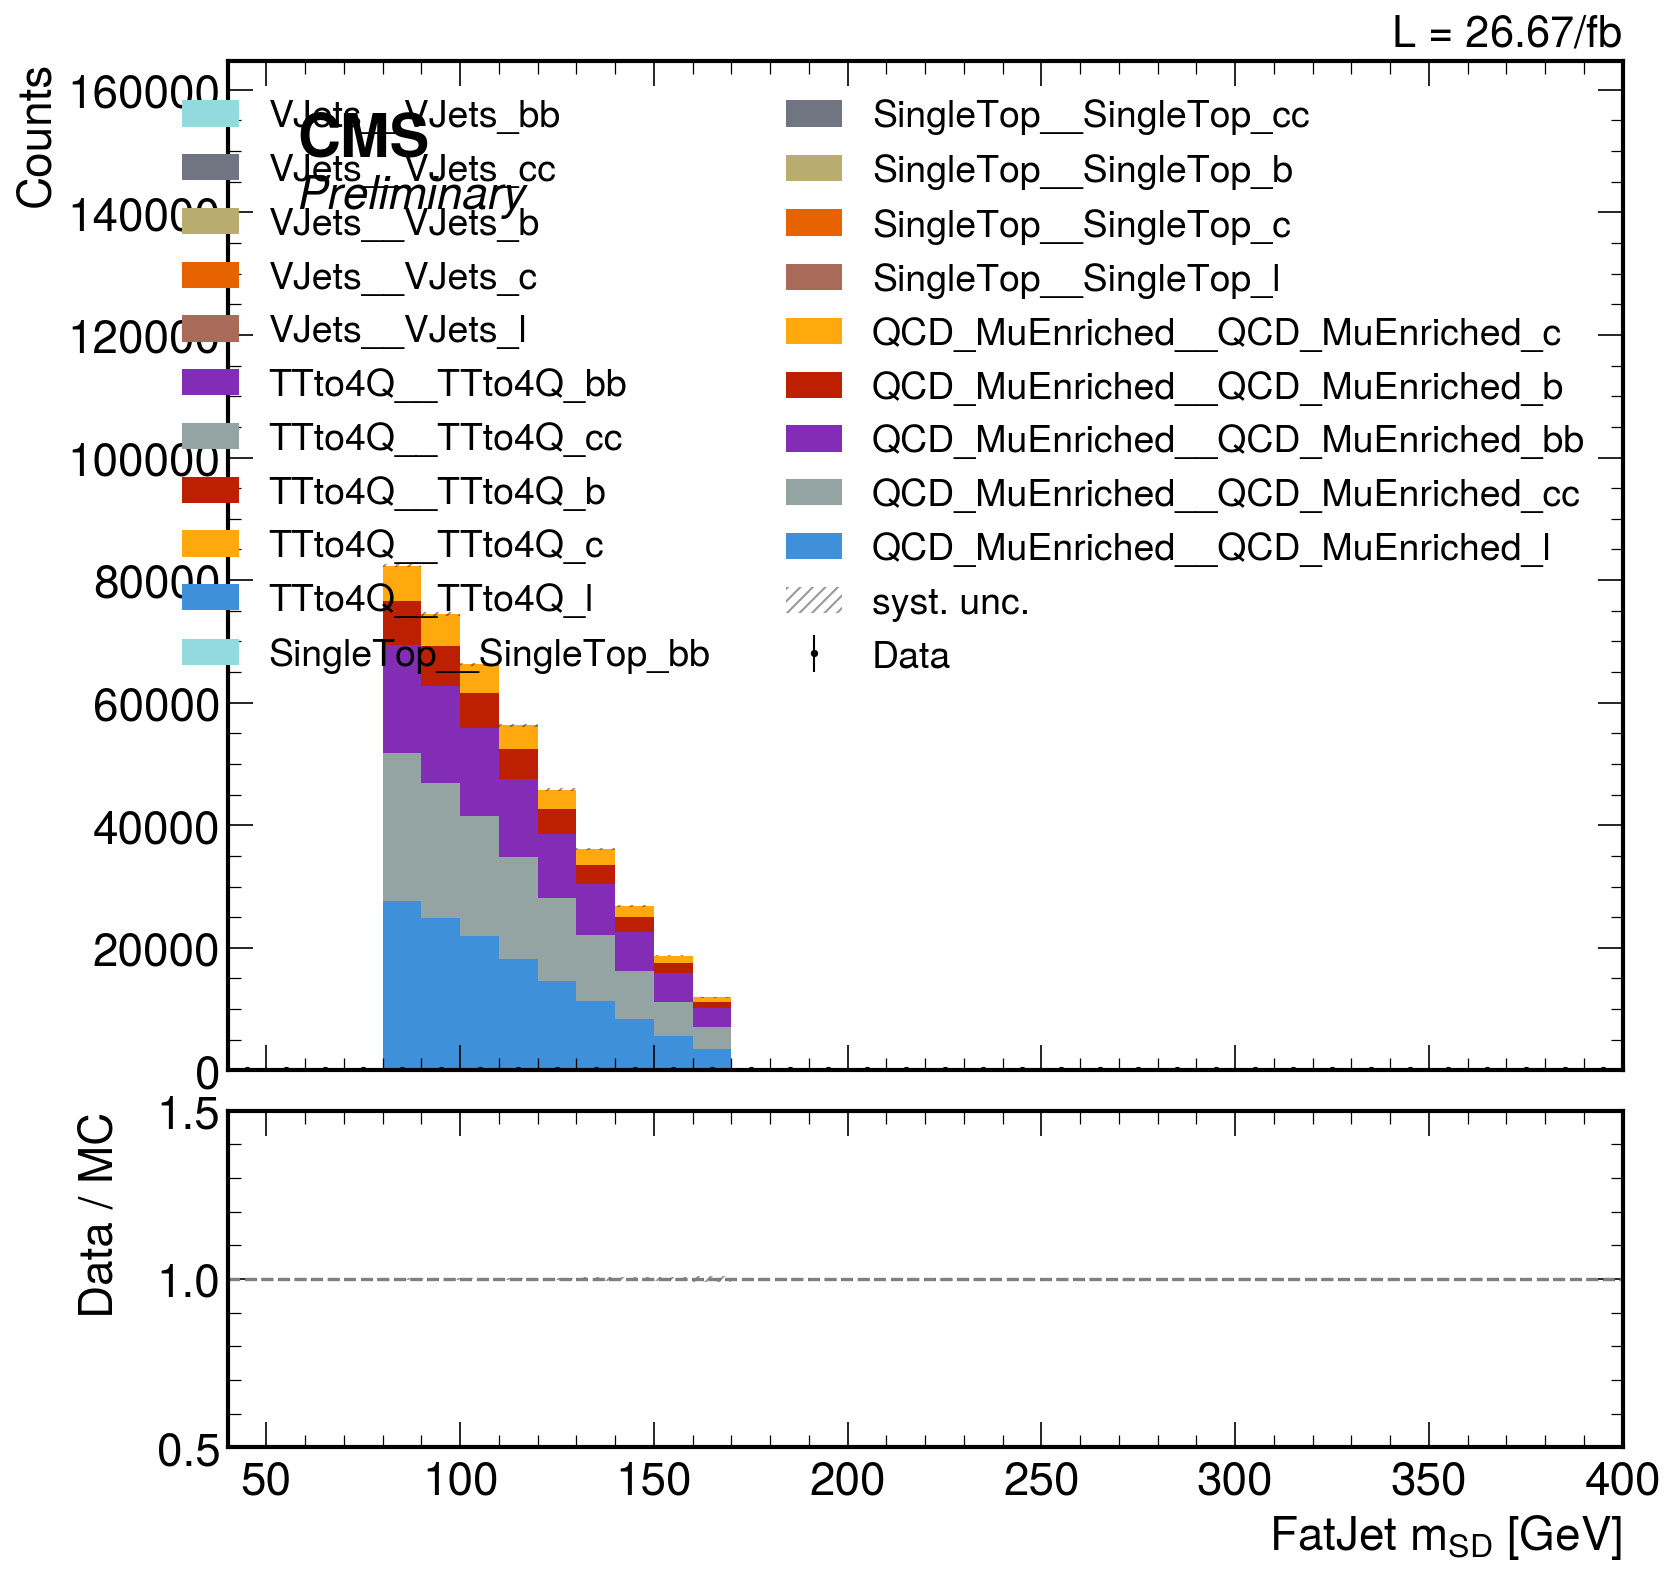 L = 26.67/fb
Counts
160000
140000
120000
100000
80000
60000
40000
20000
0
CMS
Preliminary
VJets__VJets_bb
VJets__VJets_cc
VJets__VJets_b
VJets__VJets_c
VJets__VJets_l
TTto4Q__TTto4Q_bb
TTto4Q__TTto4Q_cc
TTto4Q__TTto4Q_b
TTto4Q__TTto4Q_c
TTto4Q__TTto4Q_l
SingleTop__SingleTop_bb
SingleTop__SingleTop_cc
SingleTop__SingleTop_b
SingleTop__SingleTop_c
SingleTop__SingleTop_l
QCD_MuEnriched__QCD_MuEnriched_c
QCD_MuEnriched__QCD_MuEnriched_b
QCD_MuEnriched__QCD_MuEnriched_bb
QCD_MuEnriched__QCD_MuEnriched_cc
QCD_MuEnriched__QCD_MuEnriched_l
syst. unc.
Data
Data / MC
1.5
1.0
0.5
50 100 150 200 250 300 350 400
FatJet m_SD [GeV]